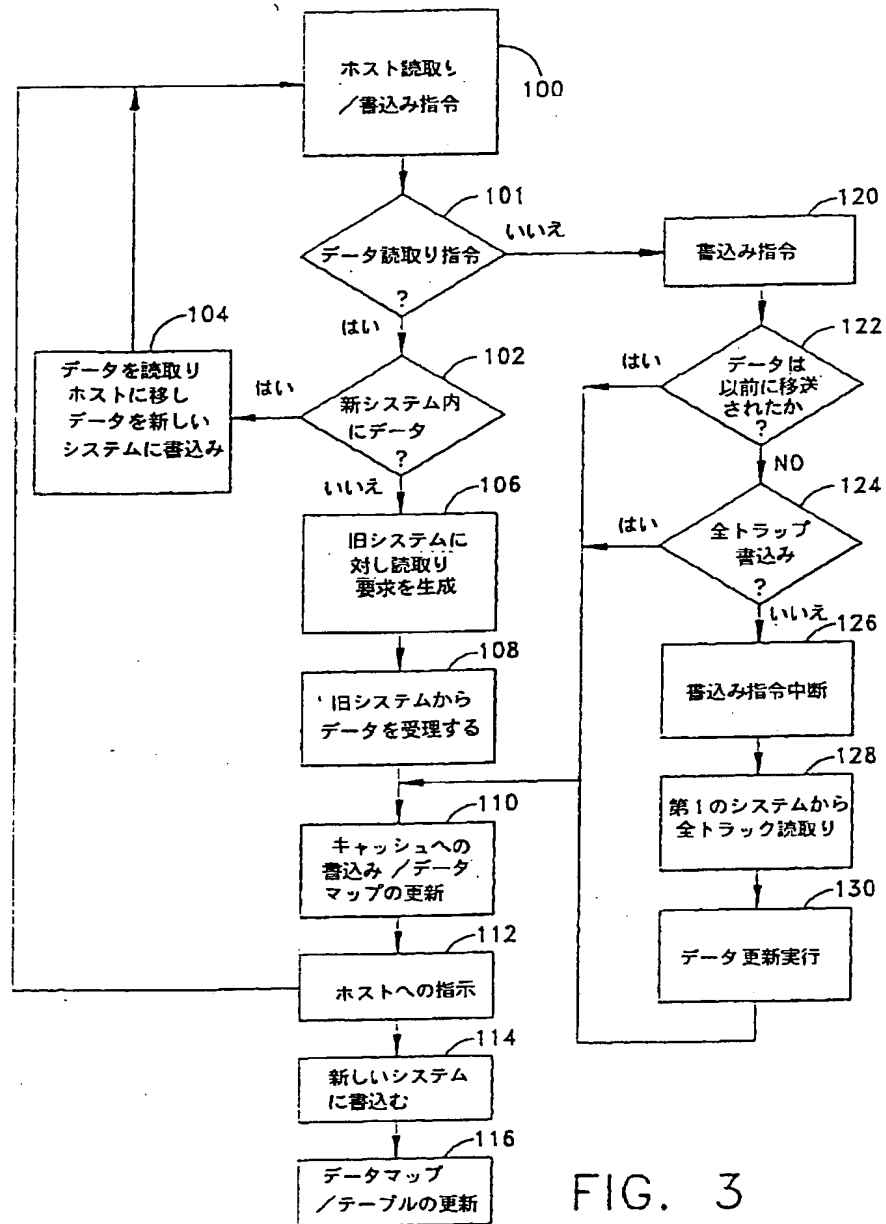 ホスト読取り
/書込み指令
100
101
データ読取り指令
?
いいえ
はい
120
書込み指令
104
データを読取り
ホストに移し
データを新しい
システムに書込み
はい
102
新システム内
にデータ
?
いいえ
122
データは
以前に移送
されたか
?
はい
NO
106
旧システムに
対し読取り
要求を生成
124
全トラップ
書込み
?
はい
いいえ
108
旧システムから
データを受理する
126
書込み指令中断
110
キャッシュへの
書込み/データ
マップの更新
128
第1のシステムから
全トラック読取り
112
ホストへの指示
130
データ更新実行
114
新しいシステム
に書込む
116
データマップ
/テーブルの更新
FIG. 3